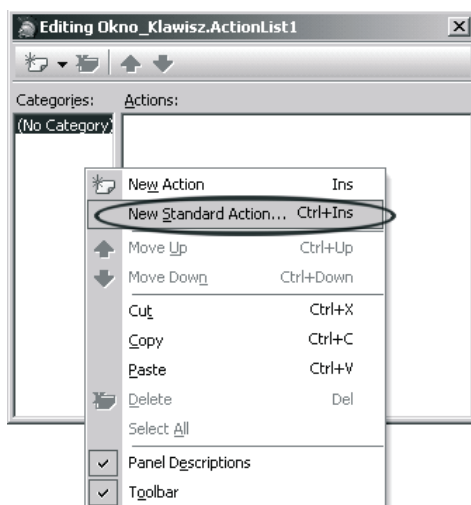 Editing Okno_Klawisz.ActionList1
Categories: Actions:
(No Category)
New Action Ins
New Standard Action... Ctrl+Ins
Move Up Ctrl+Up
Move Down Ctrl+Down
Cut Ctrl+X
Copy Ctrl+C
Paste Ctrl+V
Delete Del
Select All
Panel Descriptions
Toolbar